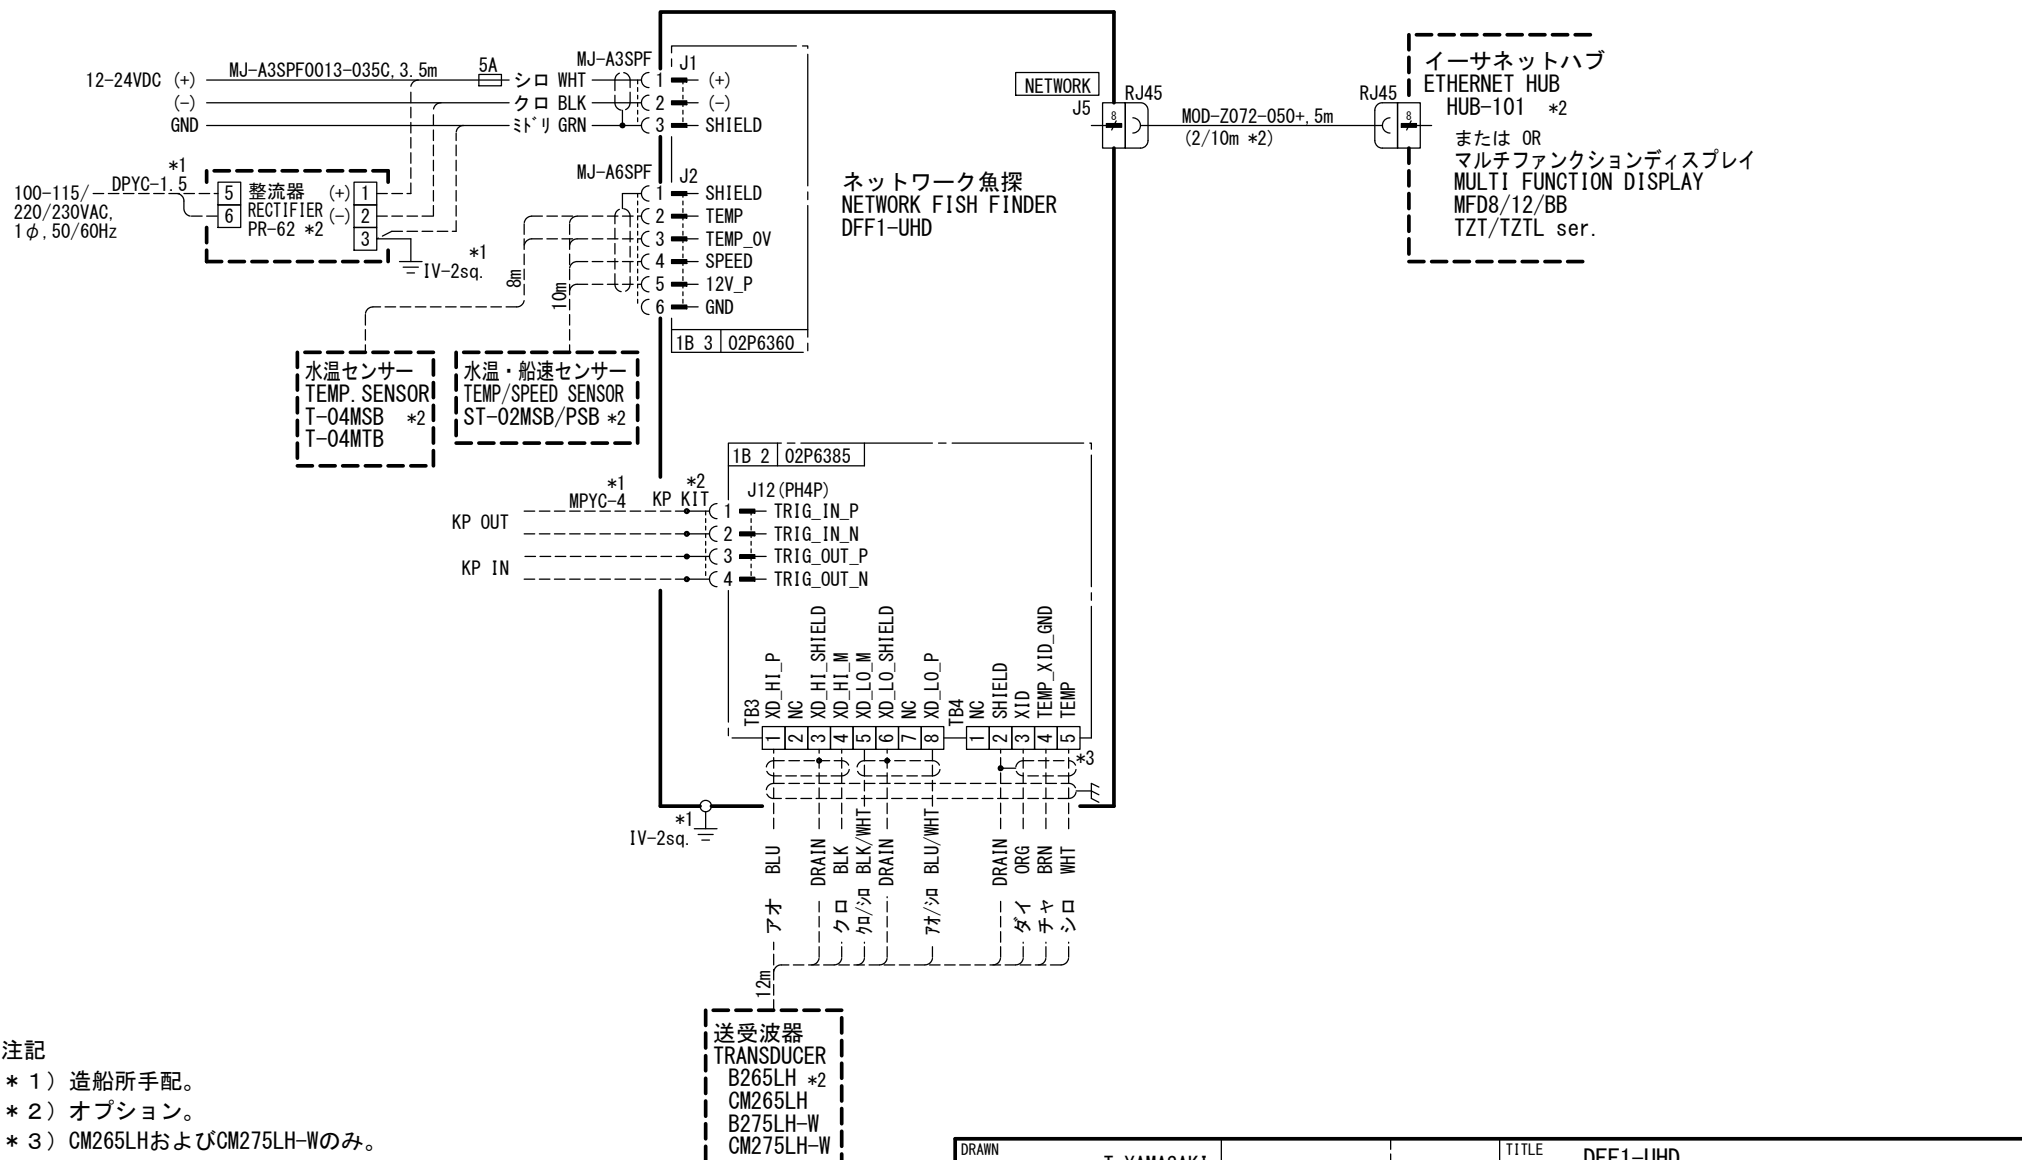 12-24VDC (+)
(-)
GND
MJ-A3SPF0013-035C, 3.5m
5A
シロ WHT
クロ BLK
ミドリ GRN
MJ-A3SPF
J1
1 (+)
2 (-)
3 SHIELD
100-115/
220/230VAC,
1φ, 50/60Hz
*1
DPYC-1.5
5 整流器 (+) 1
6 RECTIFIER (-) 2
PR-62 *2 3
*1
IV-2sq.
MJ-A6SPF
J2
1 SHIELD
2 TEMP
3 TEMP_0V
4 SPEED
5 12V_P
6 GND
8m
10m
1B 3 02P6360
水温センサー
TEMP. SENSOR
T-04MSB *2
T-04MTB
水温・船速センサー
TEMP/SPEED SENSOR
ST-02MSB/PSB *2
ネットワーク魚探
NETWORK FISH FINDER
DFF1-UHD
NETWORK
J5
8
RJ45
MOD-Z072-050+, 5m
(2/10m *2)
RJ45
8
イーサネットハブ
ETHERNET HUB
HUB-101 *2
または OR
マルチファンクションディスプレイ
MULTI FUNCTION DISPLAY
MFD8/12/BB
TZT/TZTL ser.
1B 2 02P6385
KP OUT
KP IN
*1
MPYC-4
*2
KP KIT
J12(PH4P)
1 TRIG_IN_P
2 TRIG_IN_N
3 TRIG_OUT_P
4 TRIG_OUT_N
TB3
XD_HI_P
NC
XD_HI_SHIELD
XD_HI_M
XD_LO_M
XD_LO_SHIELD
NC
XD_LO_P
TB4
NC
SHIELD
XID
TEMP_XID_GND
TEMP
1 2 3 4 5 6 7 8
1 2 3 4 5
*3
*1
IV-2sq.
アオ BLU
DRAIN
クロ BLK
クロ/シロ BLK/WHT
DRAIN
アオ/シロ BLU/WHT
DRAIN
ダイ ORG
チャ BRN
シロ WHT
12m
送受波器
TRANSDUCER
B265LH *2
CM265LH
B275LH-W
CM275LH-W
注記
*1)造船所手配。
*2)オプション。
*3)CM265LHおよびCM275LH-Wのみ。
DRAWN
T.YAMASAKI
TITLE
DFF1-UHD